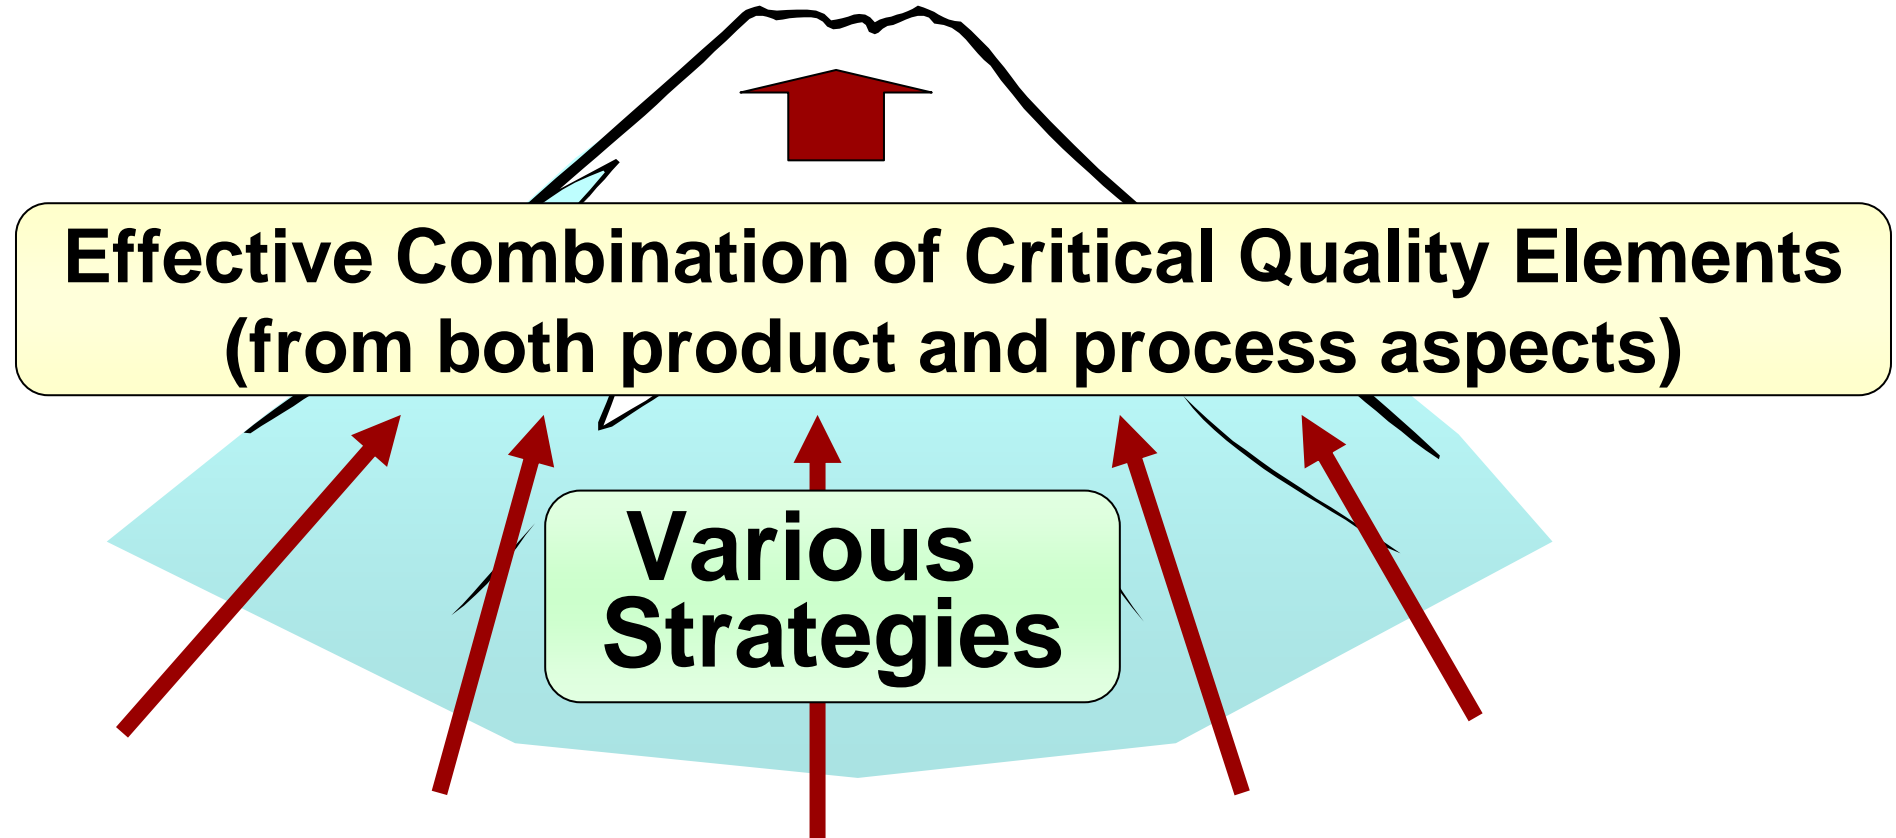 Effective Combination of Critical Quality Elements
(from both product and process aspects)
Various
Strategies